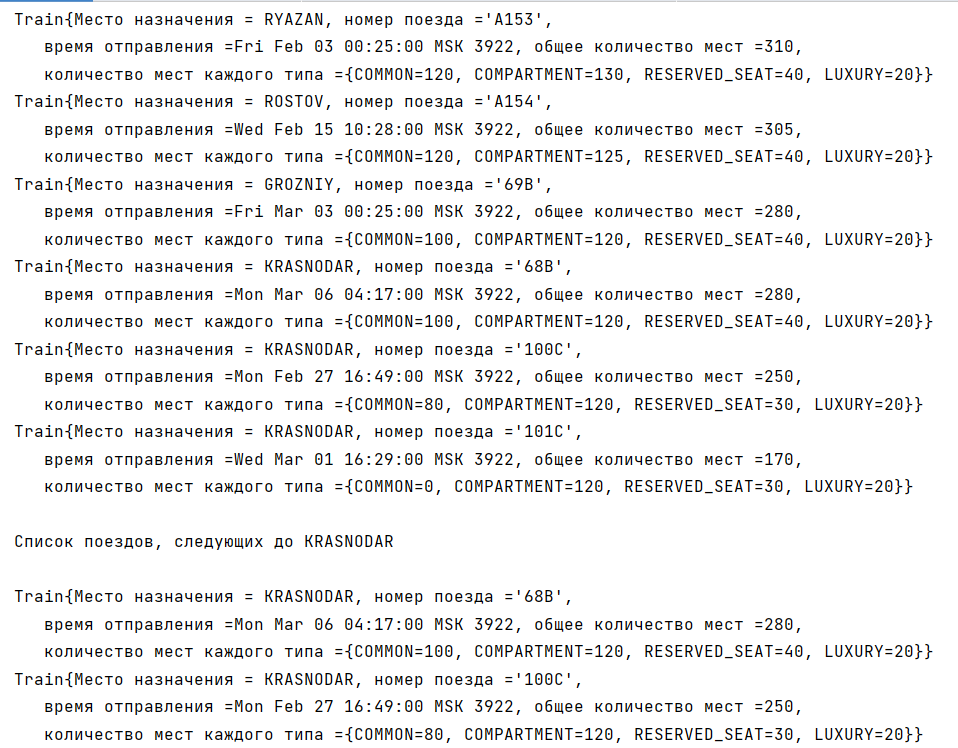 Train{Место назначения = RYAZAN, номер поезда ='A153',
время отправления =Fri Feb 03 00:25:00 MSK 3922, общее количество мест =310,
количество мест каждого типа ={COMMON=120, COMPARTMENT=130, RESERVED_SEAT=40, LUXURY=20}}
Train{Место назначения = ROSTOV, номер поезда ='A154',
время отправления =Wed Feb 15 10:28:00 MSK 3922, общее количество мест =305,
количество мест каждого типа ={COMMON=120, COMPARTMENT=125, RESERVED_SEAT=40, LUXURY=20}}
Train{Место назначения = GROZNIY, номер поезда ='69B',
время отправления =Fri Mar 03 00:25:00 MSK 3922, общее количество мест =280,
количество мест каждого типа ={COMMON=100, COMPARTMENT=120, RESERVED_SEAT=40, LUXURY=20}}
Train{Место назначения = KRASNODAR, номер поезда ='68B',
время отправления =Mon Mar 06 04:17:00 MSK 3922, общее количество мест =280,
количество мест каждого типа ={COMMON=100, COMPARTMENT=120, RESERVED_SEAT=40, LUXURY=20}}
Train{Место назначения = KRASNODAR, номер поезда ='100C',
время отправления =Mon Feb 27 16:49:00 MSK 3922, общее количество мест =250,
количество мест каждого типа ={COMMON=80, COMPARTMENT=120, RESERVED_SEAT=30, LUXURY=20}}
Train{Место назначения = KRASNODAR, номер поезда ='101C',
время отправления =Wed Mar 01 16:29:00 MSK 3922, общее количество мест =170,
количество мест каждого типа ={COMMON=0, COMPARTMENT=120, RESERVED_SEAT=30, LUXURY=20}}
Список поездов, следующих до KRASNODAR
Train{Место назначения = KRASNODAR, номер поезда ='68B',
время отправления =Mon Mar 06 04:17:00 MSK 3922, общее количество мест =280,
количество мест каждого типа ={COMMON=100, COMPARTMENT=120, RESERVED_SEAT=40, LUXURY=20}}
Train{Место назначения = KRASNODAR, номер поезда ='100C',
время отправления =Mon Feb 27 16:49:00 MSK 3922, общее количество мест =250,
количество мест каждого типа ={COMMON=80, COMPARTMENT=120, RESERVED_SEAT=30, LUXURY=20}}